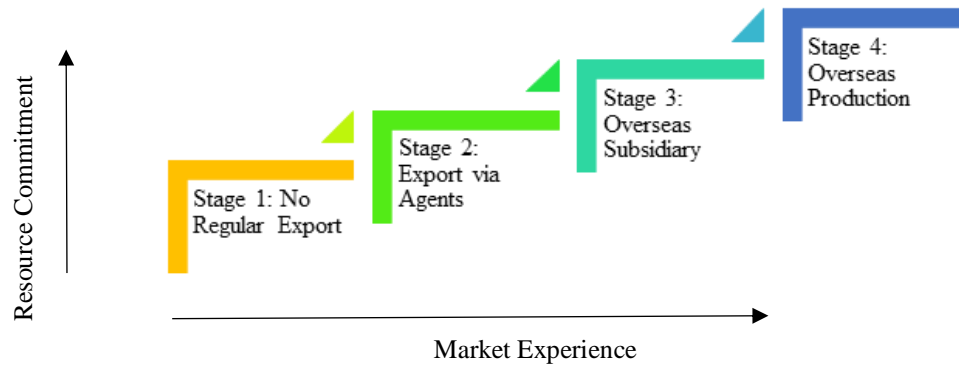 Resource Commitment
Stage 1: No
Regular Export
Stage 2:
Export via
Agents
Stage 3:
Overseas
Subsidiary
Stage 4:
Overseas
Production
Market Experience